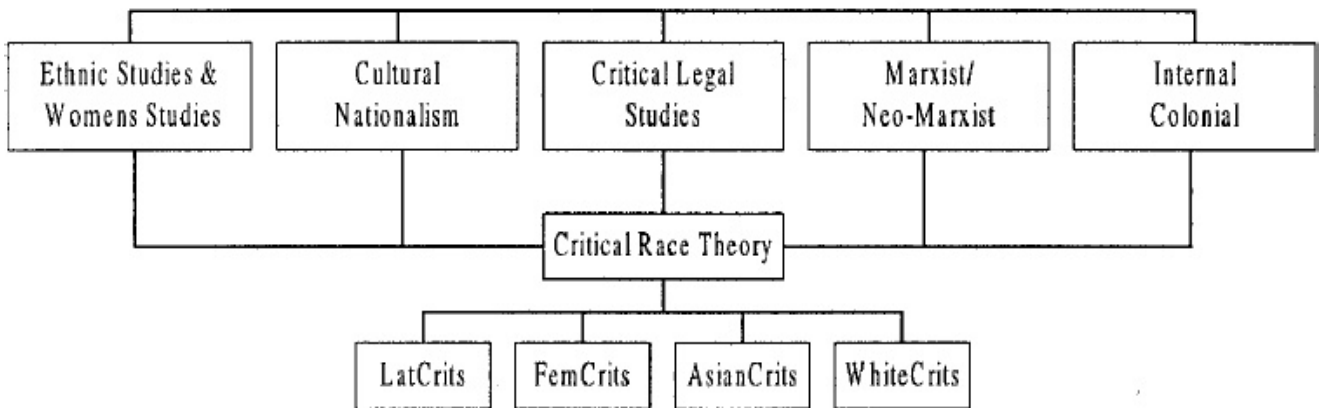 Ethnic Studies &
Womens Studies
Cultural
Nationalism
Critical Legal
Studies
Marxist/
Neo-Marxist
Internal
Colonial
Critical Race Theory
LatCrits
FemCrits
AsianCrits
WhiteCrits